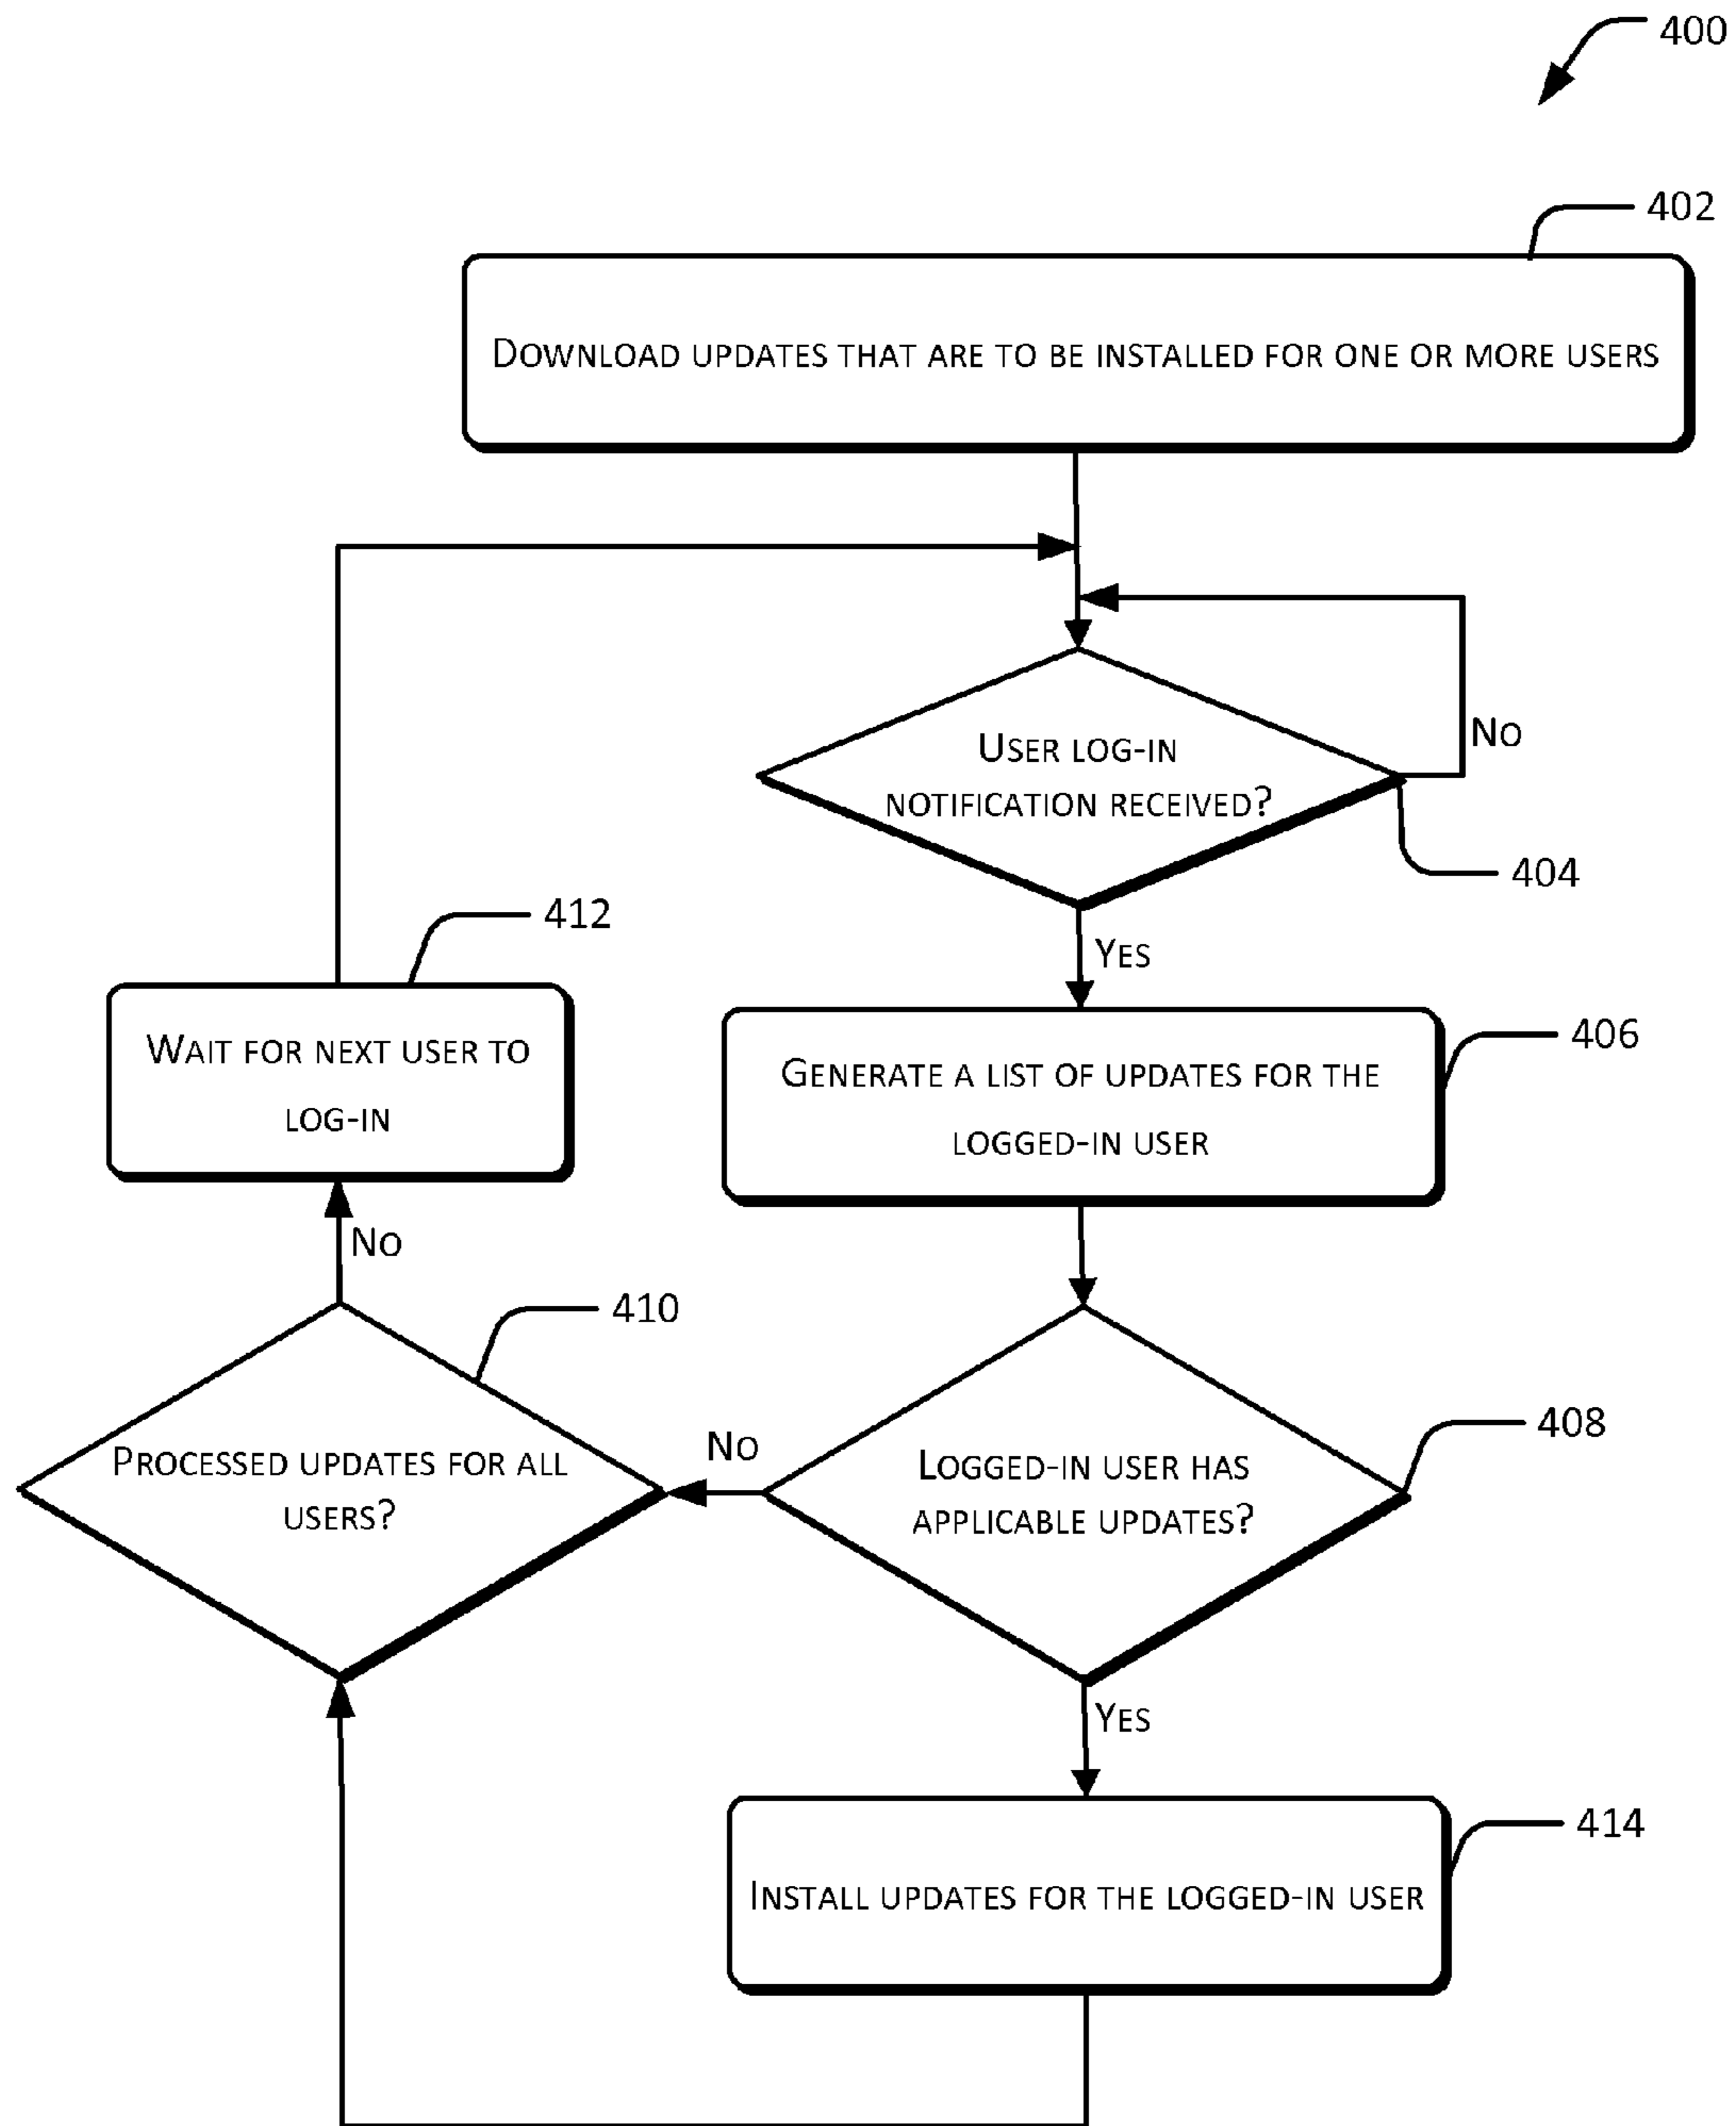 400
402
DOWNLOAD UPDATES THAT ARE TO BE INSTALLED FOR ONE OR MORE USERS
USER LOG-IN
NOTIFICATION RECEIVED?
NO
404
YES
412
WAIT FOR NEXT USER TO
LOG-IN
406
GENERATE A LIST OF UPDATES FOR THE
LOGGED-IN USER
NO
410
408
PROCESSED UPDATES FOR ALL
USERS?
NO
LOGGED-IN USER HAS
APPLICABLE UPDATES?
YES
414
INSTALL UPDATES FOR THE LOGGED-IN USER